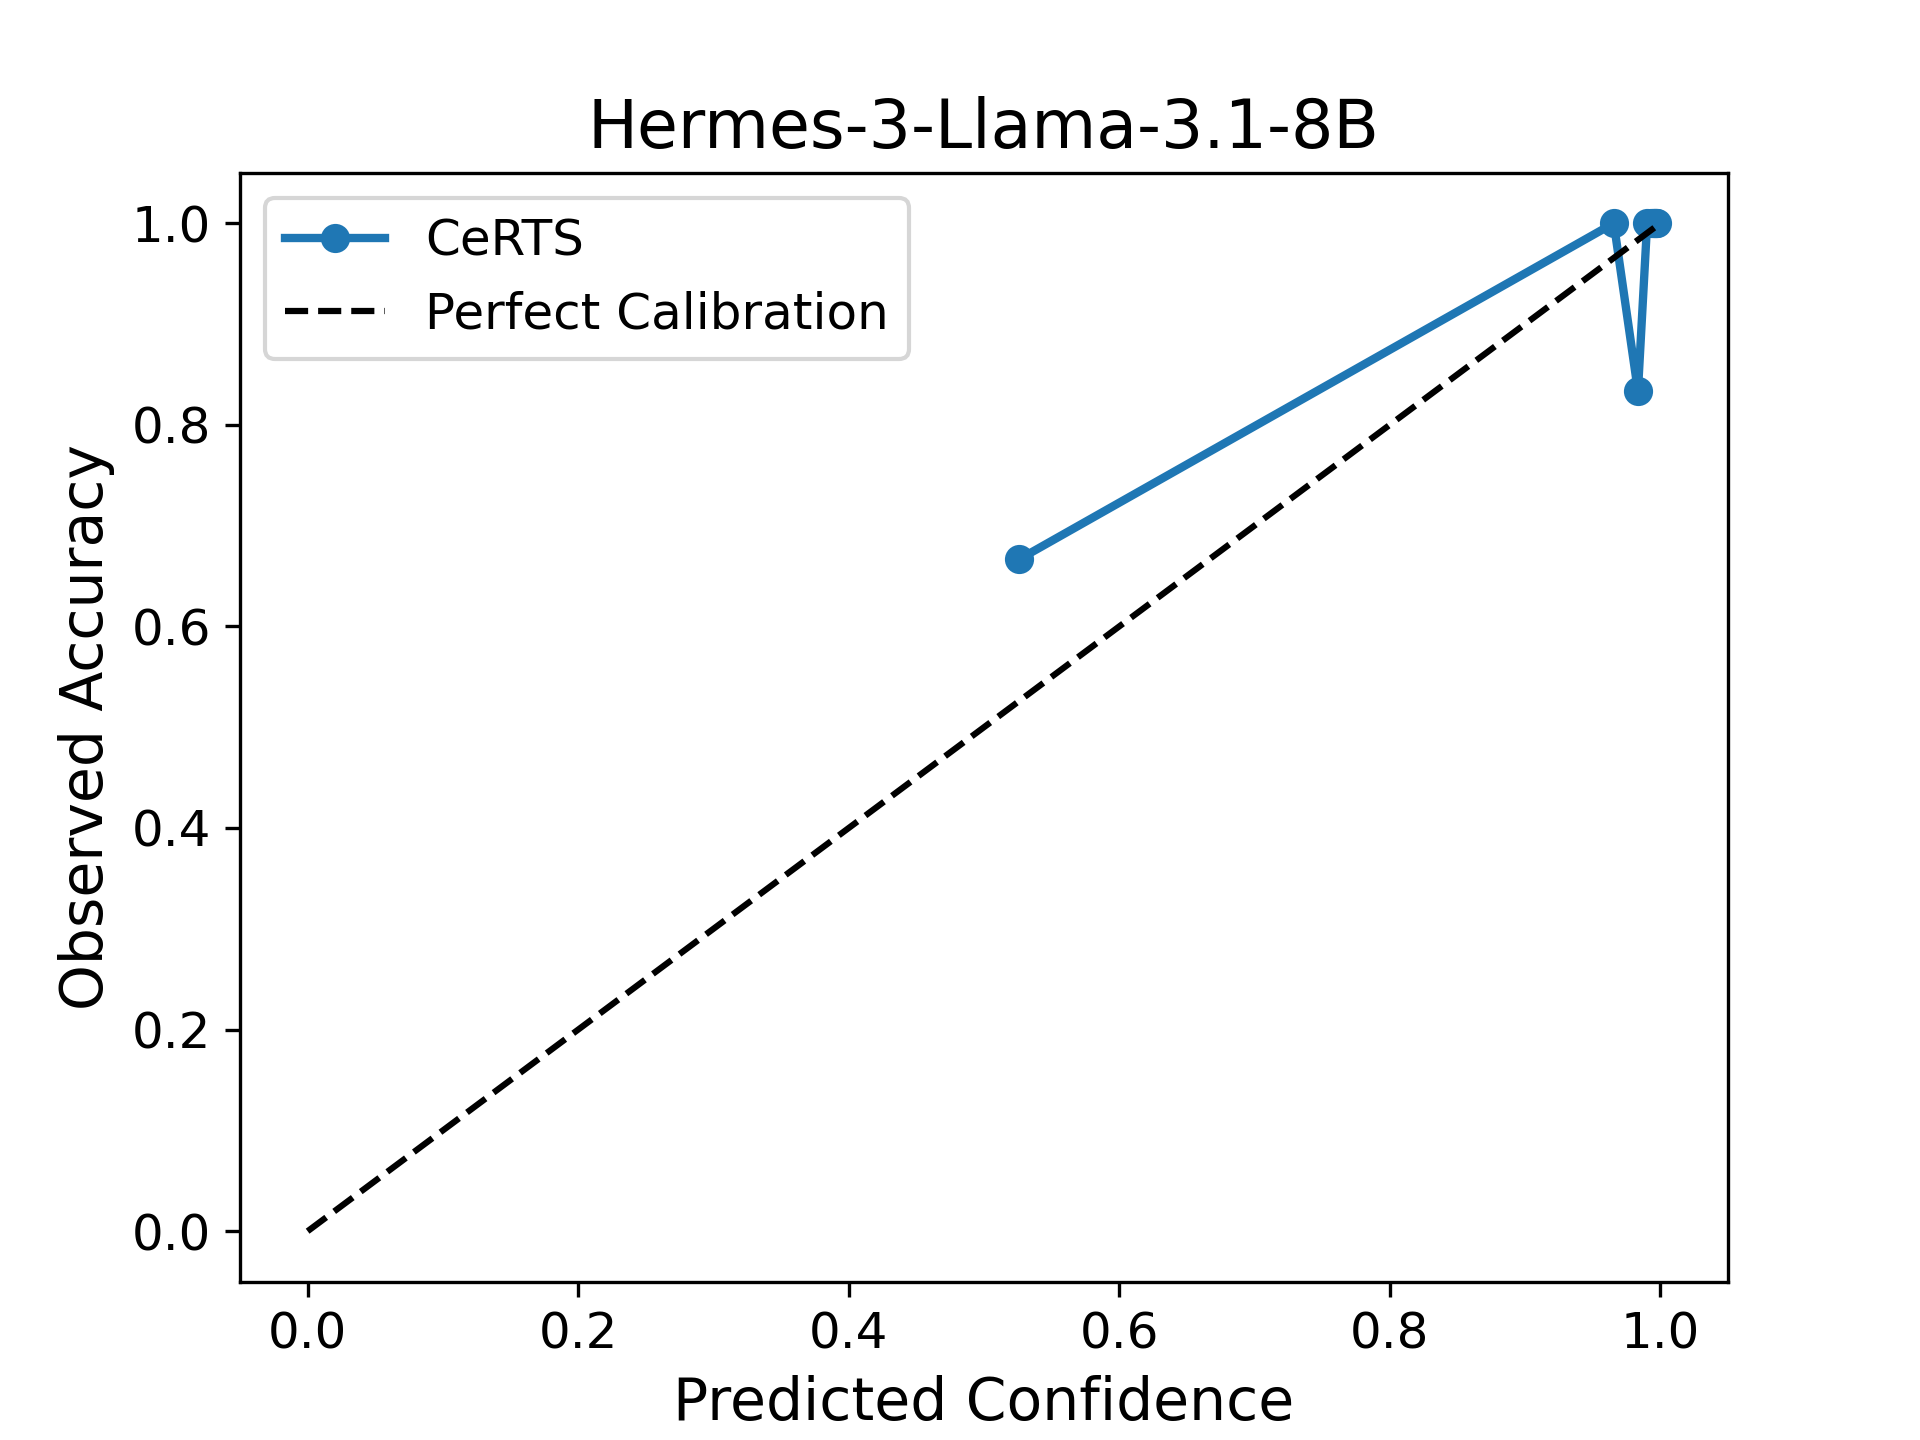 Hermes-3-Llama-3.1-8B
CeRTS
Perfect Calibration
1.0
0.8
0.6
0.4
0.2
0.0
Observed Accuracy
0.0 0.2 0.4 0.6 0.8 1.0
Predicted Confidence